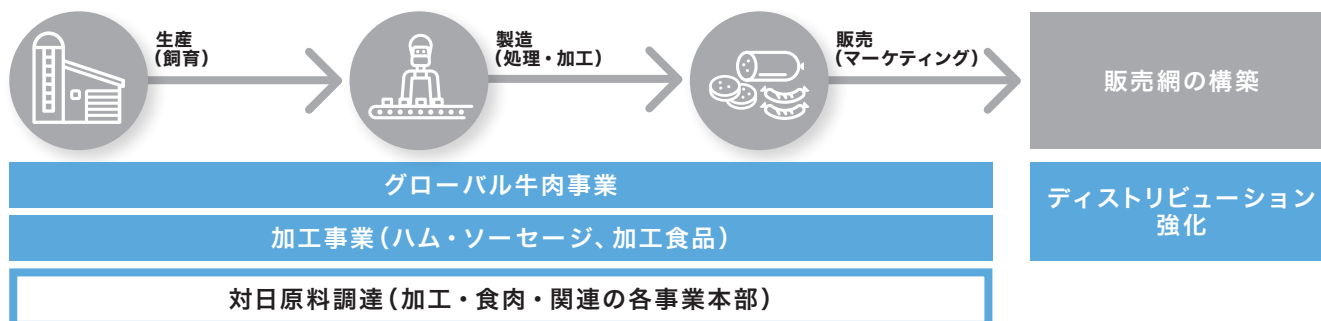 生産
（飼育）
製造
（処理・加工）
販売
（マーケティング）
販売網の構築
グローバル牛肉事業
加工事業（ハム・ソーセージ、加工食品）
対日原料調達（加工・食肉・関連の各事業本部）
ディストリビューション
強化